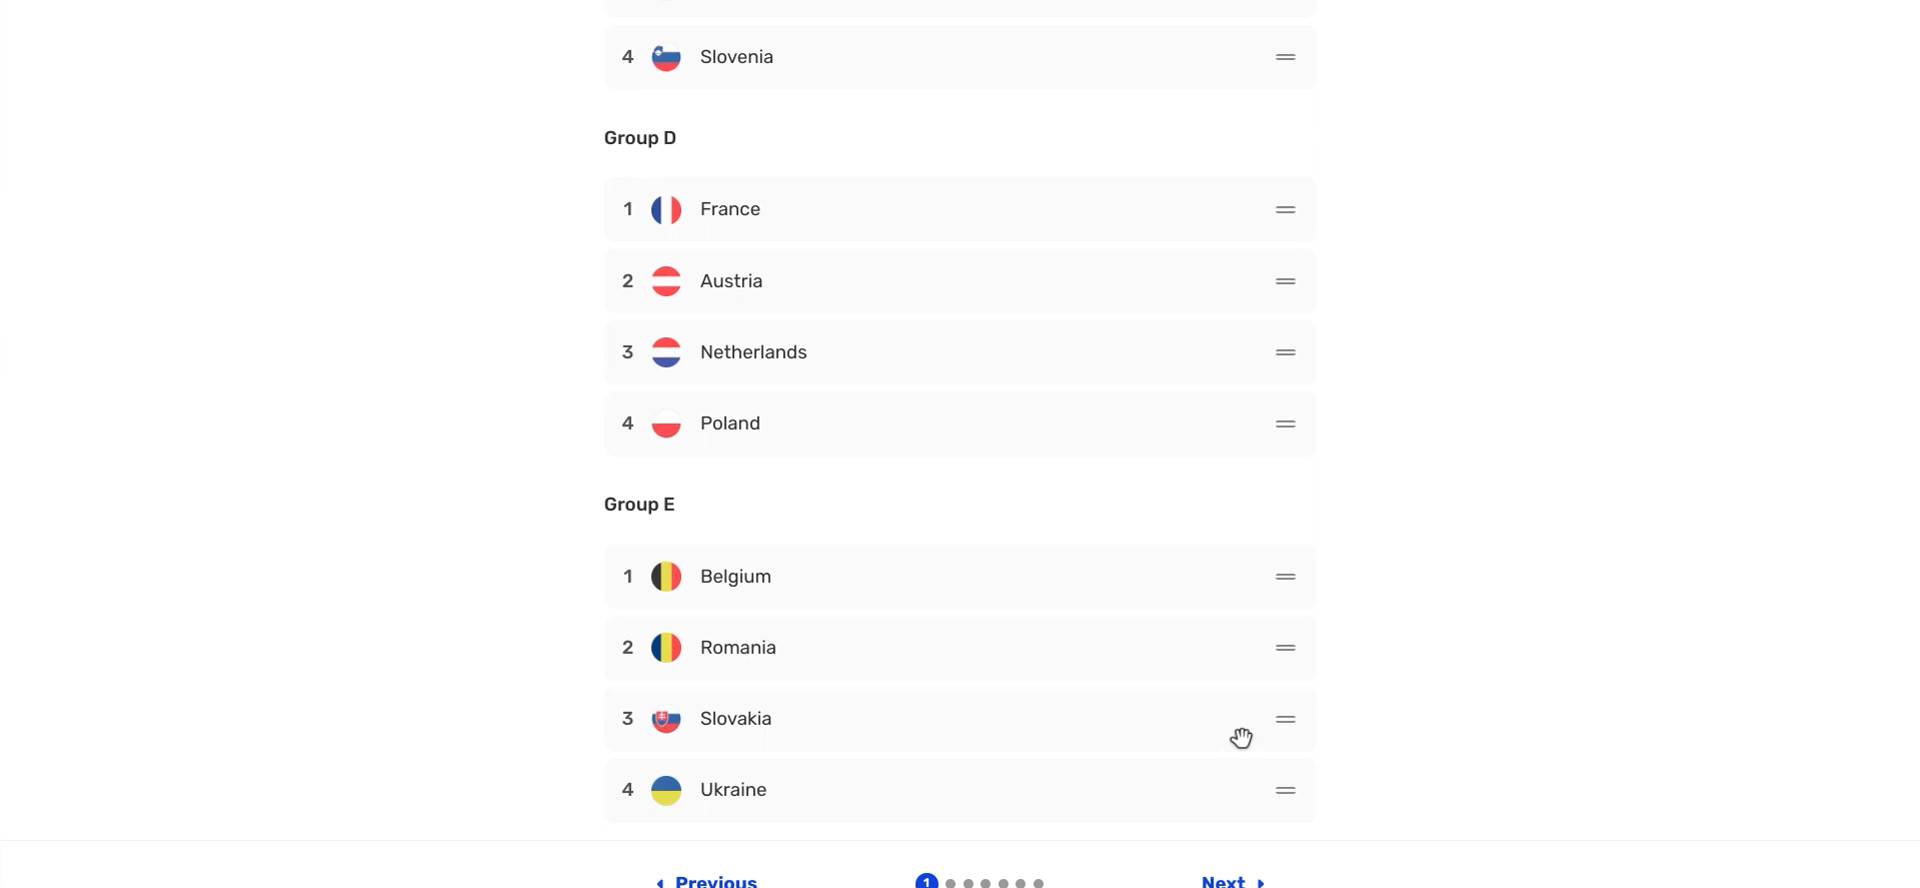 4 Slovenia
Group D
1 France
2 Austria
3 Netherlands
4 Poland
Group E
1 Belgium
2 Romania
3 Slovakia
4 Ukraine
Previous 1 Next